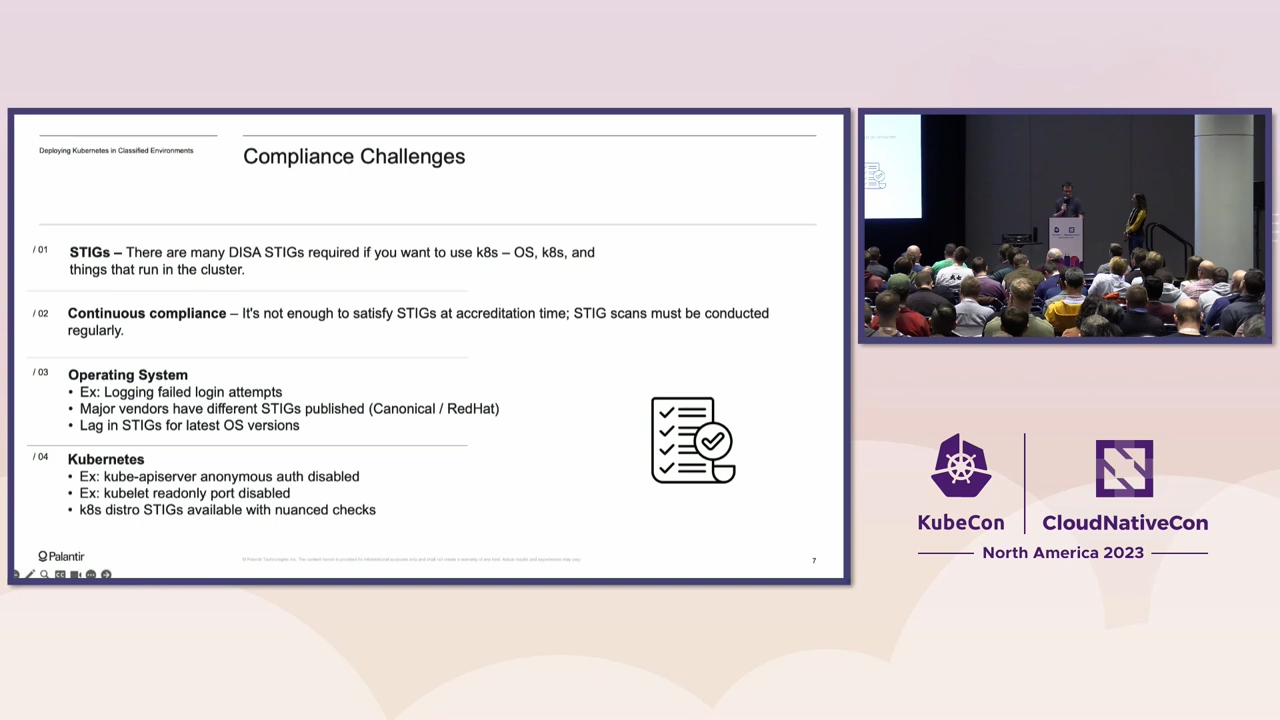 Deploying Kubernetes in Classified Environments
Compliance Challenges
/ 01
STIGs – There are many DISA STIGs required if you want to use k8s – OS, k8s, and
things that run in the cluster.
/ 02
Continuous compliance – It's not enough to satisfy STIGs at accreditation time; STIG scans must be conducted
regularly.
/ 03
Operating System
• Ex: Logging failed login attempts
• Major vendors have different STIGs published (Canonical / RedHat)
• Lag in STIGs for latest OS versions
/ 04
Kubernetes
• Ex: kube-apiserver anonymous auth disabled
• Ex: kubelet readonly port disabled
• k8s distro STIGs available with nuanced checks
Palantir
7
KubeCon
CloudNativeCon
North America 2023